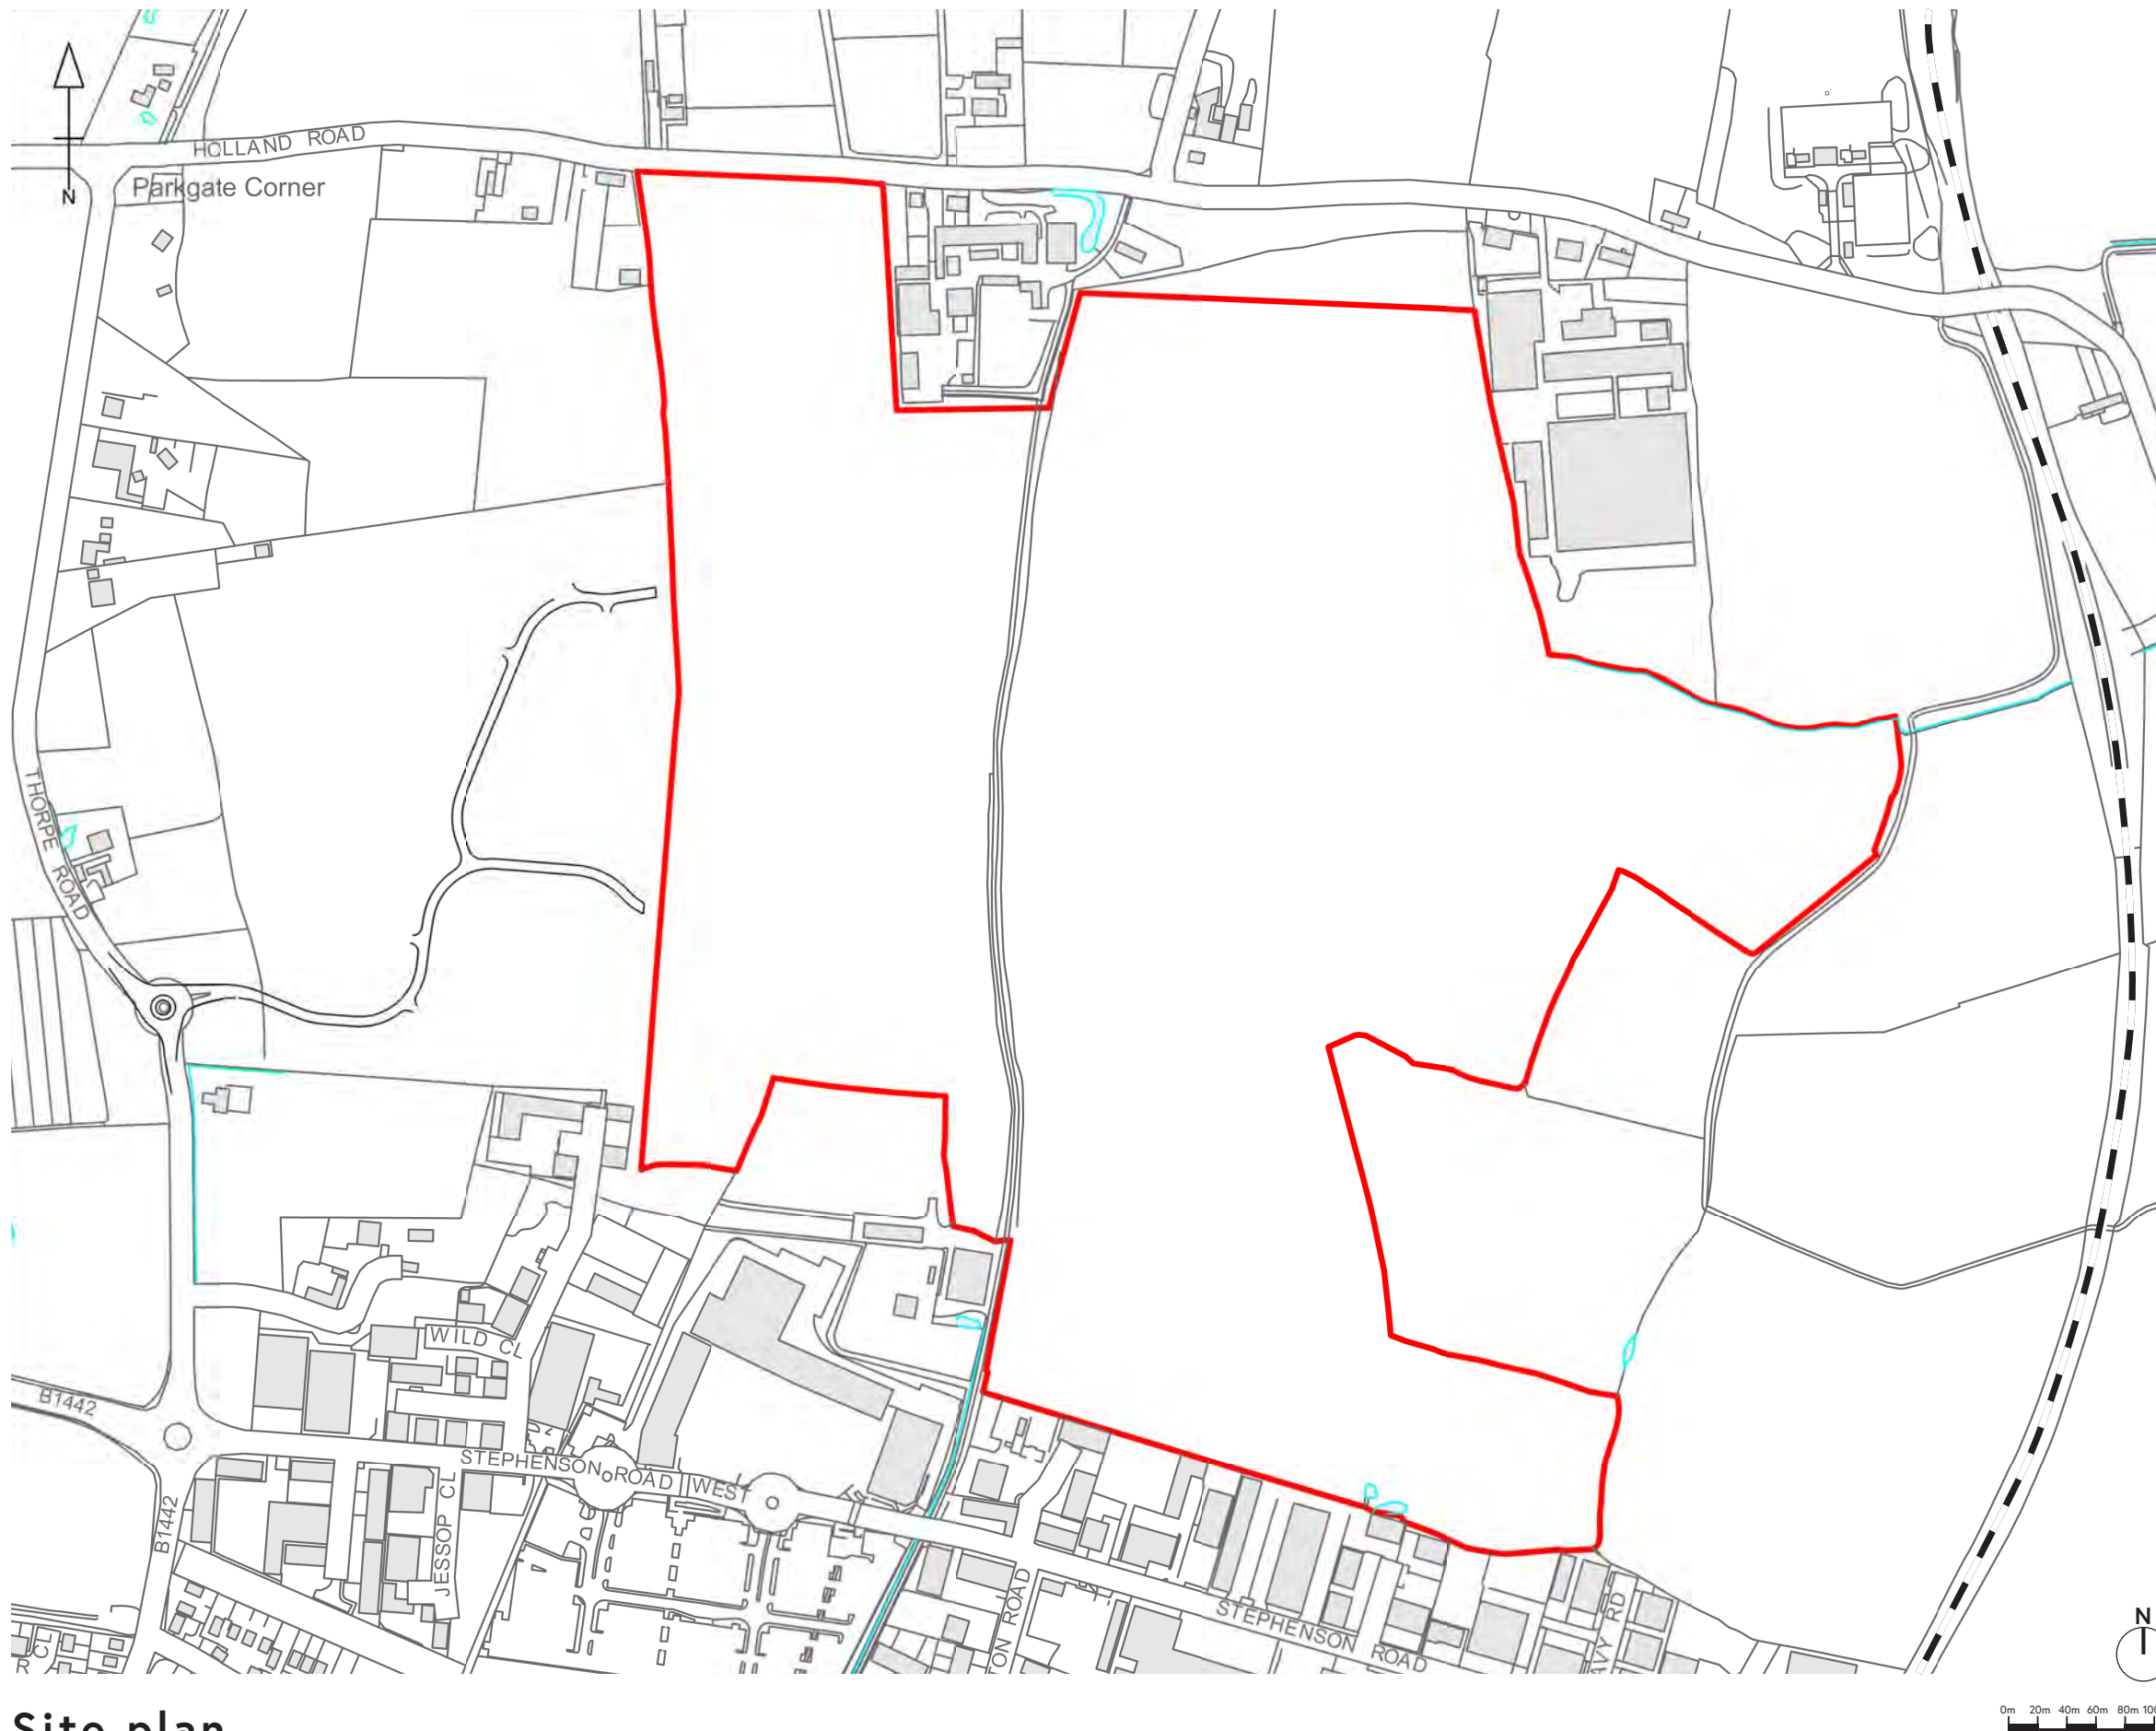 HOLLAND ROAD
Parkgate Corner
N
THORPE ROAD
WILD CL
B1442
STEPHENSON ROAD WEST
B1442
JESSOP CL
STEPHENSON ROAD
ROAD
RD
CL
N
Site plan
0m 20m 40m 60m 80m